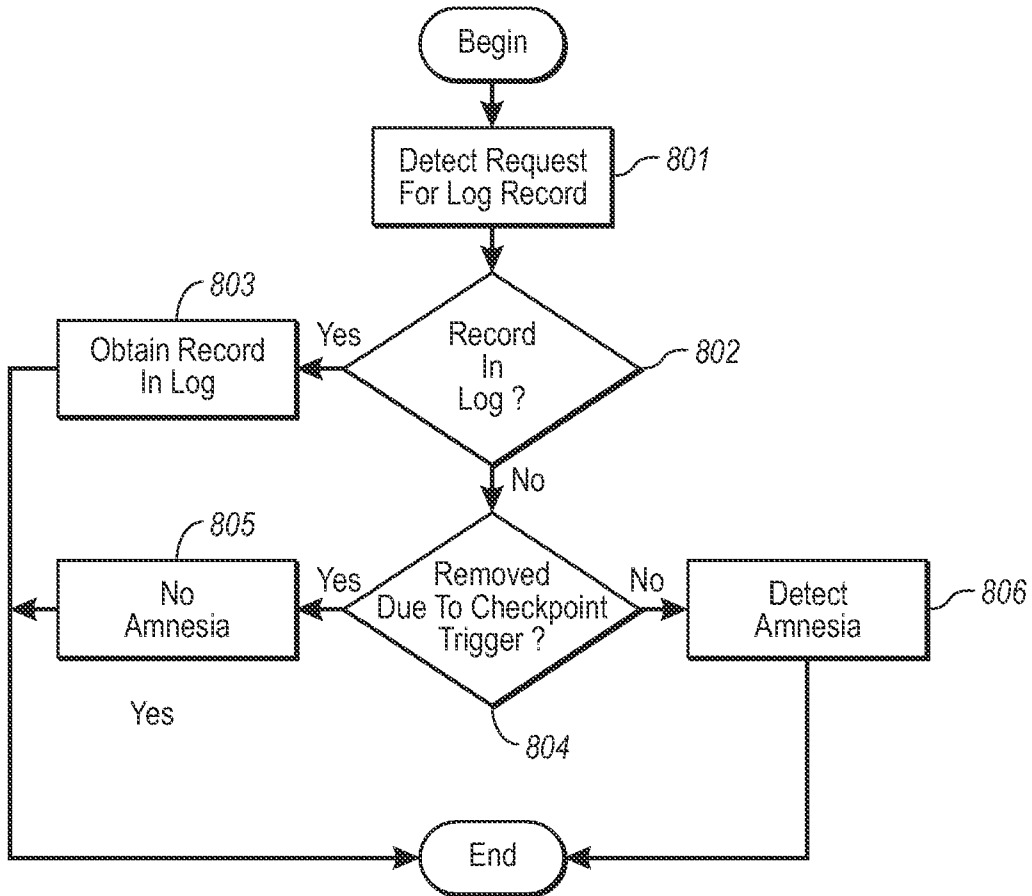 Begin
Detect Request
For Log Record
801
803
Yes
Record
In
Log ?
802
Obtain Record
In Log
No
805
Yes
Removed
Due To Checkpoint
Trigger ?
No
No
Amnesia
Detect
Amnesia
806
Yes
804
End